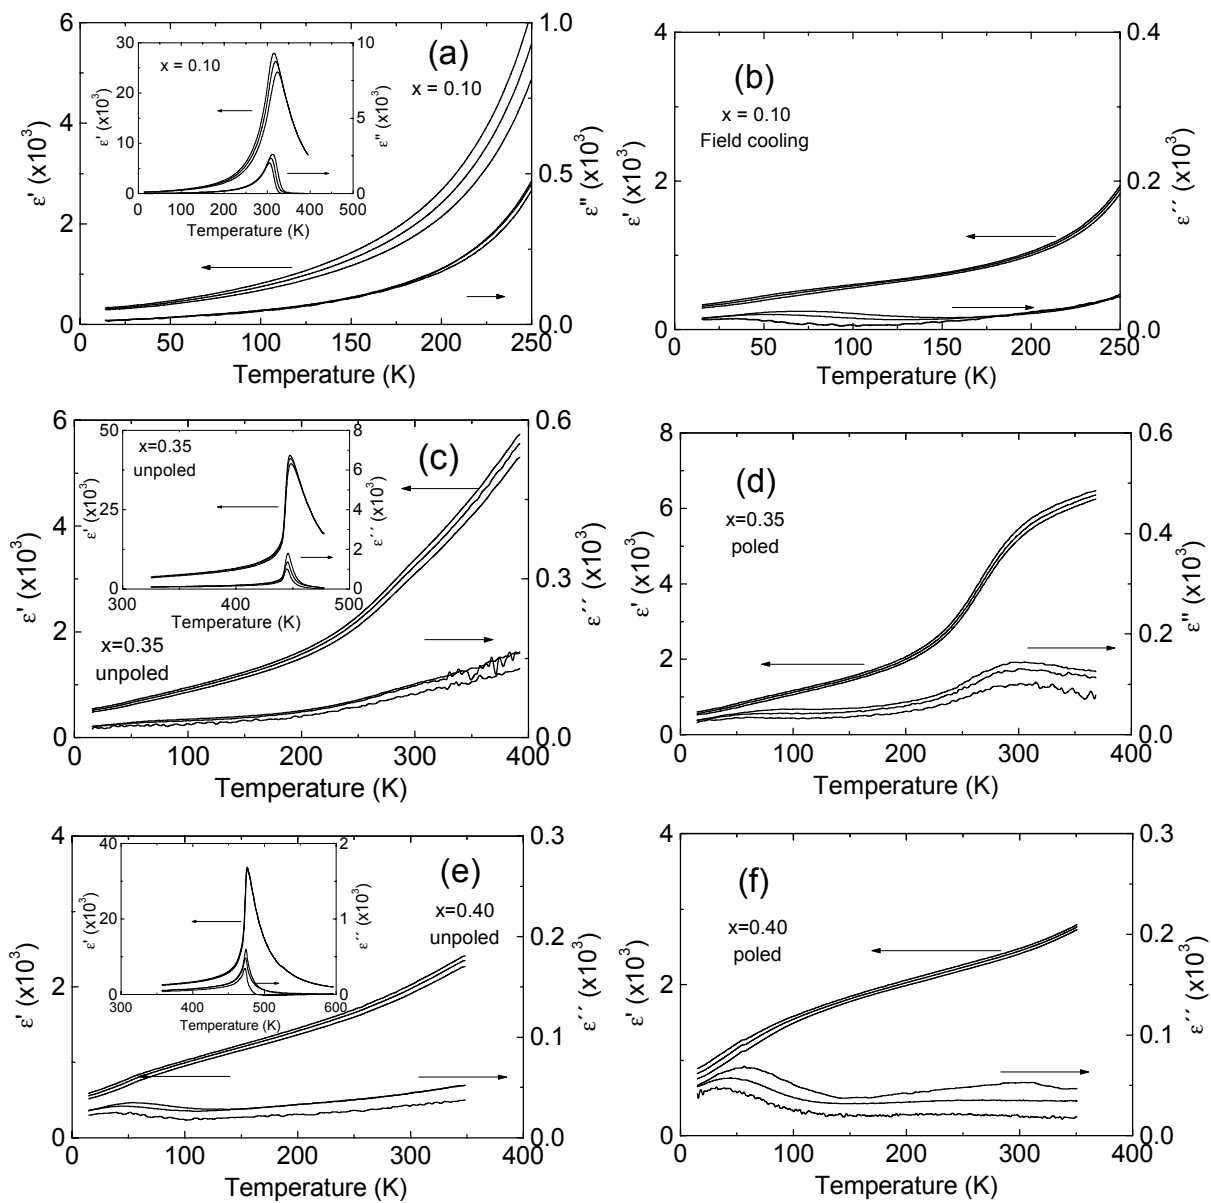 (a)
x = 0.10
ε' (x10³)
6
5
4
3
2
1
0
ε" (x10³)
1.0
0.5
0.0
0 50 100 150 200 250
Temperature (K)
x = 0.10
ε' (x10³)
30
20
10
0
ε" (x10³)
10
8
5
3
0
0 100 200 300 400 500
Temperature (K)
(b)
x = 0.10
Field cooling
ε' (x10³)
4
2
0
ε´´ (x10³)
0.4
0.2
0.0
0 50 100 150 200 250
Temperature (K)
(c)
x=0.35
unpoled
ε' (x10³)
6
4
2
0
ε´´ (x10³)
0.6
0.3
0.0
0 100 200 300 400
Temperature (K)
x=0.35
unpoled
ε' (x10³)
50
25
0
ε´´ (x10³)
8
6
4
2
0
300 400 500
Temperature (K)
(d)
x=0.35
poled
ε' (x10³)
8
6
4
2
0
ε" (x10³)
0.6
0.4
0.2
0.0
0 100 200 300 400
Temperature (K)
(e)
x=0.40
unpoled
ε' (x10³)
4
3
2
1
0
ε´´ (x10³)
0.3
0.2
0.1
0.0
0 100 200 300 400 500
Temperature (K)
ε' (x10³)
40
20
0
ε´´ (x10³)
2
1
0
300 400 500 600
Temperature (K)
(f)
x=0.40
poled
ε' (x10³)
4
2
0
ε´´ (x10³)
0.3
0.2
0.1
0.0
0 100 200 300 400
Temperature (K)